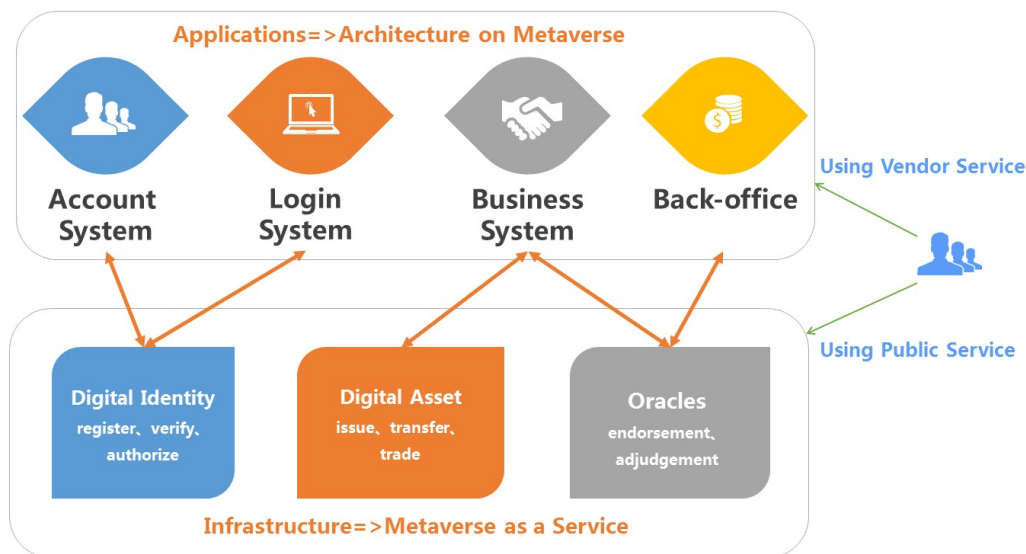 Applications=>Architecture on Metaverse
Account
System
Login
System
Business
System
Back-office
Using Vendor Service
Using Public Service
Digital Identity
register、verify、
authorize
Digital Asset
issue、transfer、
trade
Oracles
endorsement、
adjudgement
Infrastructure=>Metaverse as a Service